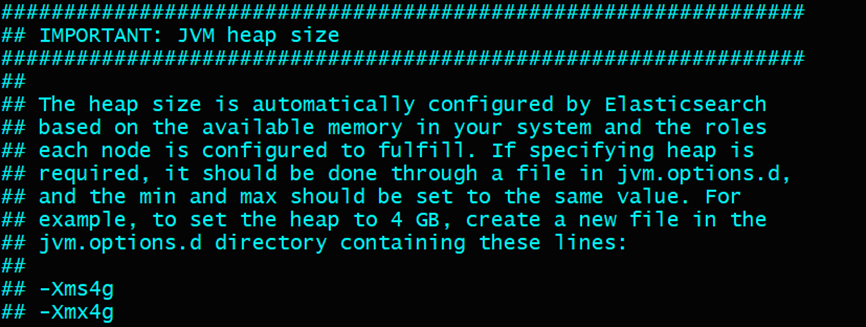 ################################################################
## IMPORTANT: JVM heap size
################################################################
##
## The heap size is automatically configured by Elasticsearch
## based on the available memory in your system and the roles
## each node is configured to fulfill. If specifying heap is
## required, it should be done through a file in jvm.options.d,
## and the min and max should be set to the same value. For
## example, to set the heap to 4 GB, create a new file in the
## jvm.options.d directory containing these lines:
##
## -Xms4g
## -Xmx4g